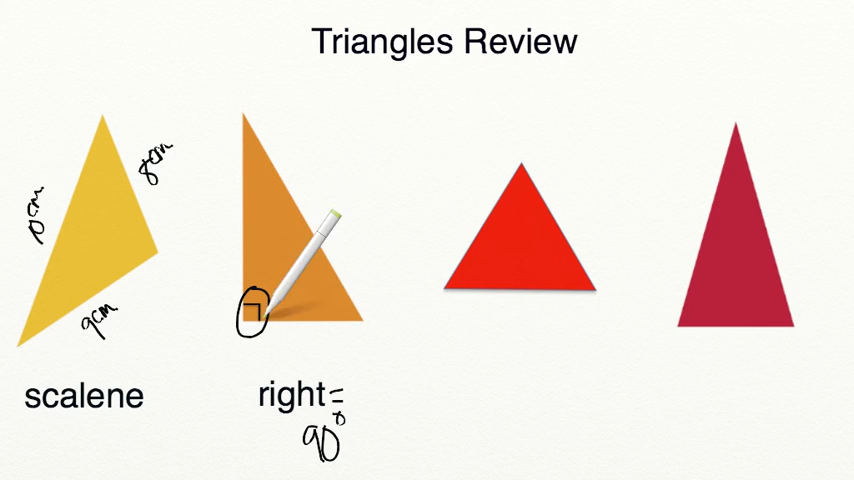 Triangles Review
8cm
10cm
9cm
scalene
right =
90°